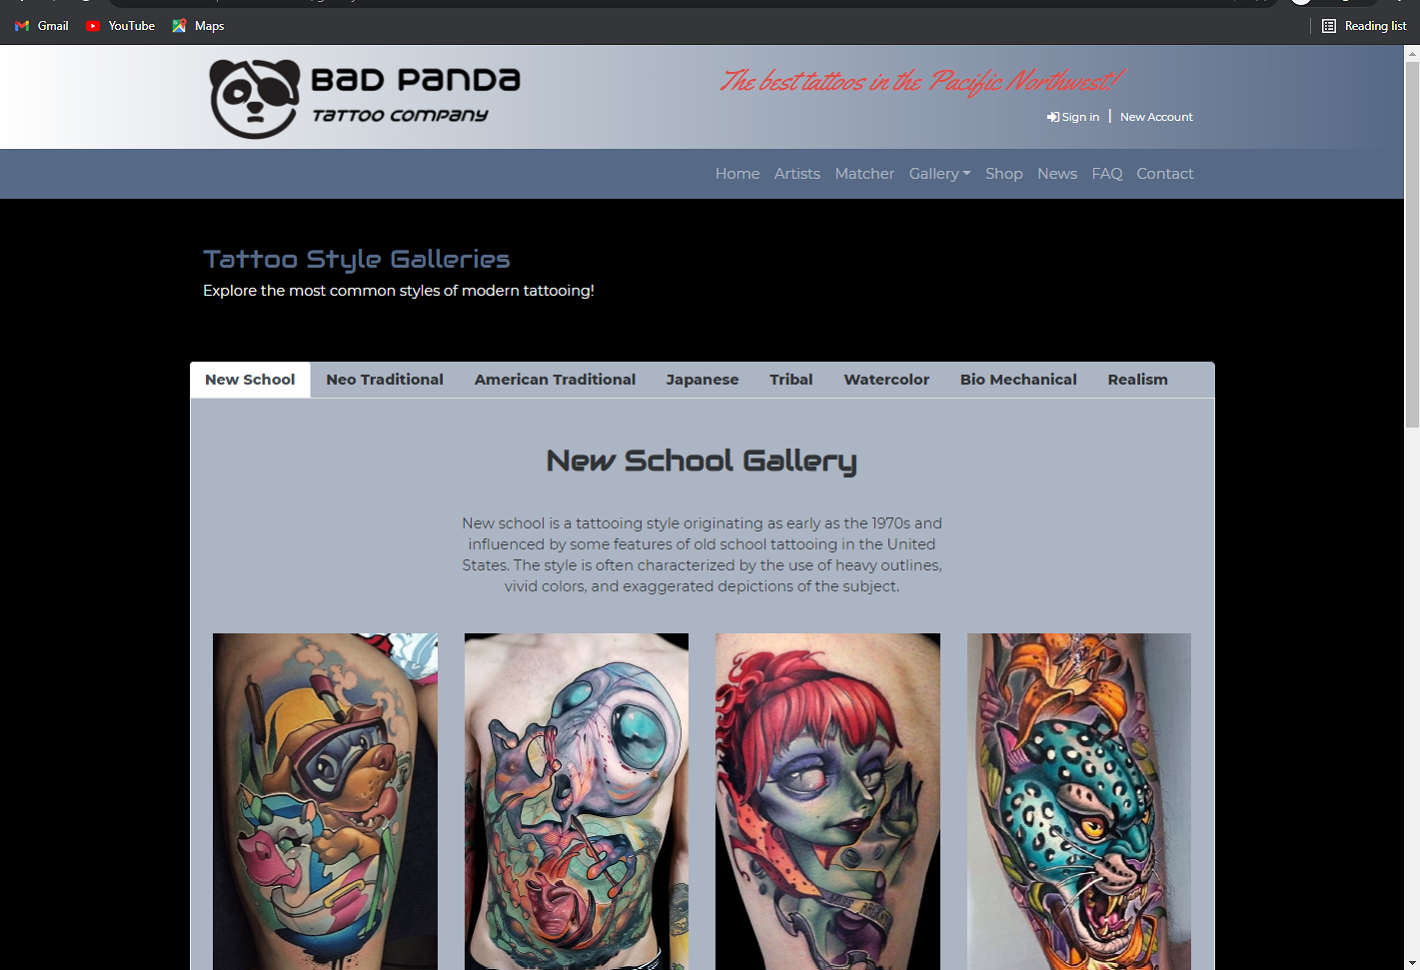 Gmail YouTube Maps Reading list
BAD PANDA
TATTOO COMPANY
The best tattoos in the Pacific Northwest!
Sign in | New Account
Home Artists Matcher Gallery Shop News FAQ Contact
Tattoo Style Galleries
Explore the most common styles of modern tattooing!
New School Neo Traditional American Traditional Japanese Tribal Watercolor Bio Mechanical Realism
New School Gallery
New school is a tattooing style originating as early as the 1970s and
influenced by some features of old school tattooing in the United
States. The style is often characterized by the use of heavy outlines,
vivid colors, and exaggerated depictions of the subject.